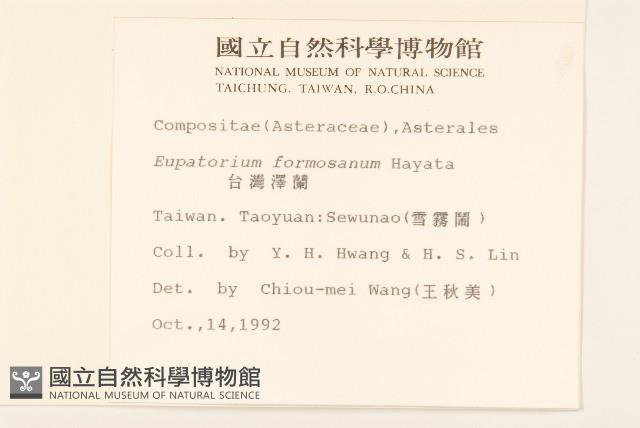 國立自然科學博物館
NATIONAL MUSEUM OF NATURAL SCIENCE
TAICHUNG, TAIWAN, R.O.CHINA
Compositae(Asteraceae),Asterales
Eupatorium formosanum Hayata
台灣澤蘭
Taiwan. Taoyuan:Sewunao(雪霧鬧)
Coll. by Y. H. Hwang & H. S. Lin
Det. by Chiou-mei Wang(王秋美)
Oct.,14,1992
國立自然科學博物館
NATIONAL MUSEUM OF NATURAL SCIENCE